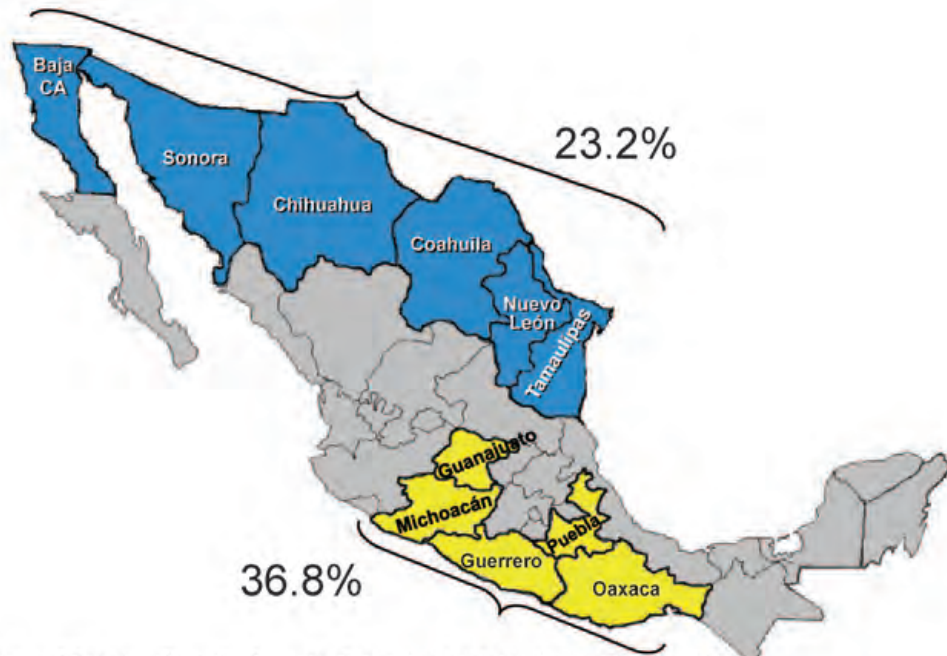 Baja
CA
23.2%
Sonora
Chihuahua
Coahuila
Nuevo
León
Tamaulipas
Guanajuato
Michoacán
Puebla
Guerrero
36.8%
Oaxaca